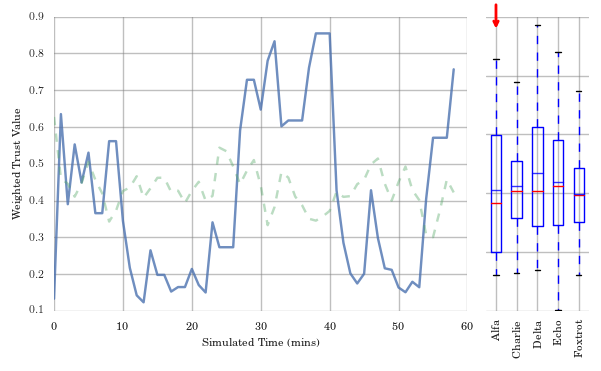 0.9
0.8
0.7
0.6
0.5
0.4
0.3
0.2
0.1
Weighted Trust Value
0 10 20 30 40 50 60
Simulated Time (mins)
Alfa
Charlie
Delta
Echo
Foxtrot